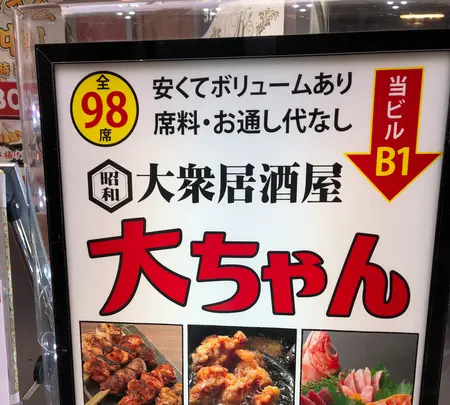 全
98
席
安くてボリュームあり
席料・お通し代なし
当ビル
B1
昭和
大衆居酒屋
大ちゃん